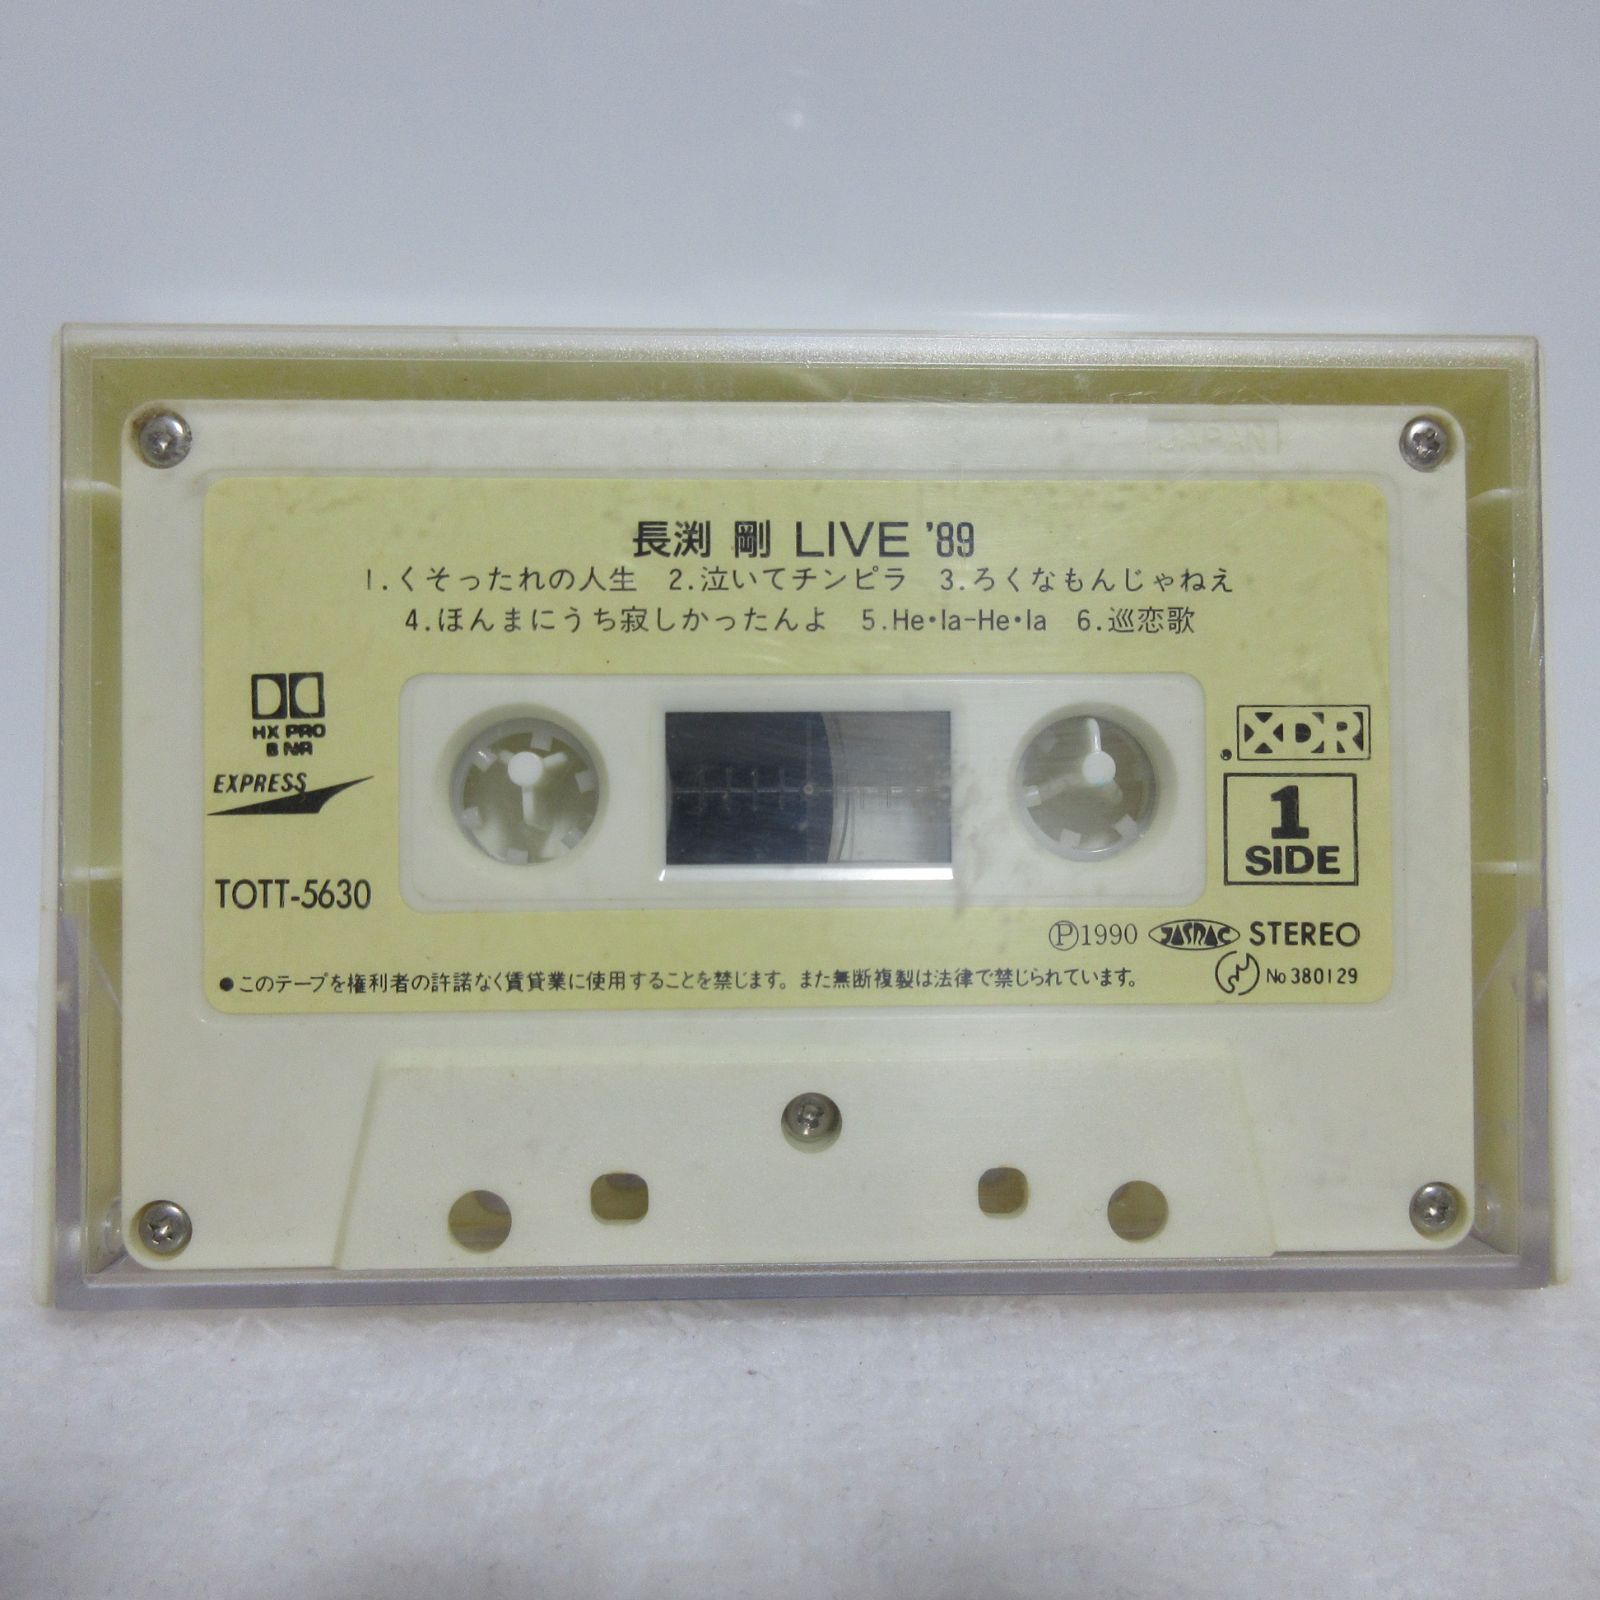 長渕 剛 LIVE '89
1.くそったれの人生 2.泣いてチンピラ 3.ろくなもんじゃねえ
4.ほんまにうち寂しかったんよ 5.He・la-He・la 6.巡恋歌
HX PRO
B NR
EXPRESS
TOTT-5630
XDR
1
SIDE
Ⓟ1990 JASRAC STEREO
●このテープを権利者の許諾なく賃貸業に使用することを禁じます。また無断複製は法律で禁じられています。
No 380129